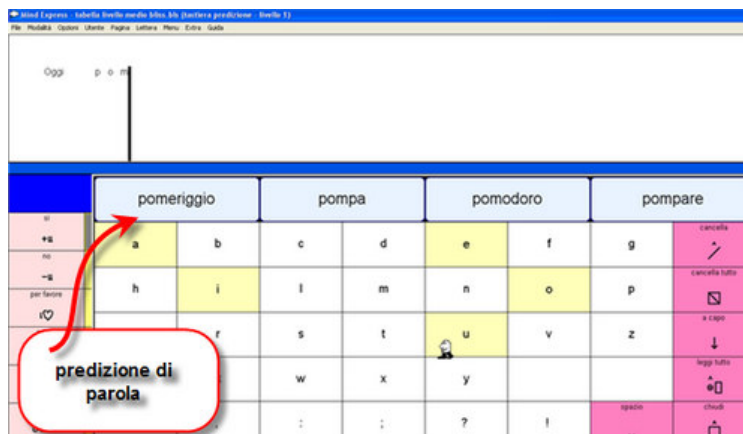 Mind Express - tabella livello medio bliss.bls (tastiera predizione - livello 1)
File Modalità Opzioni Utente Pagina Lettera Menu Extra Guida
Oggi p o m
pomeriggio pompa pomodoro pompare
si
a b c d e f g cancella
no
h i l m n o p cancella tutto
per favore
r s t u v z a capo
w x y leggi tutto
predizione di
parola
: ; ? ! spazio chiudi